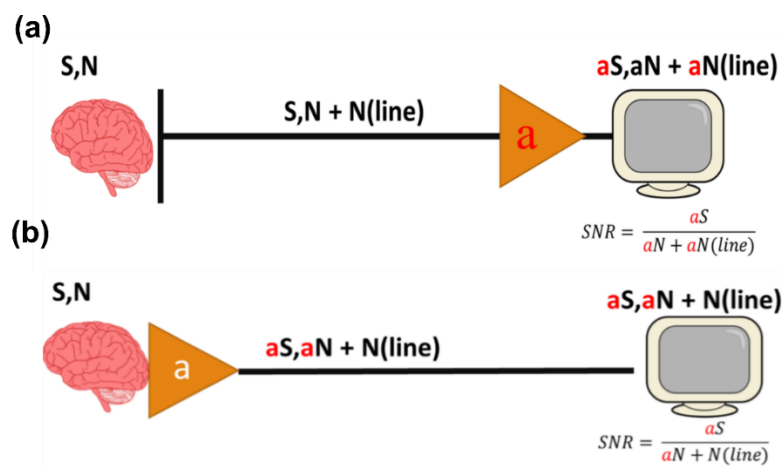 (a)
S,N
S,N + N(line)
a
aS,aN + aN(line)
SNR = aS / aN + aN(line)
(b)
S,N
a
aS,aN + N(line)
aS,aN + N(line)
SNR = aS / aN + N(line)